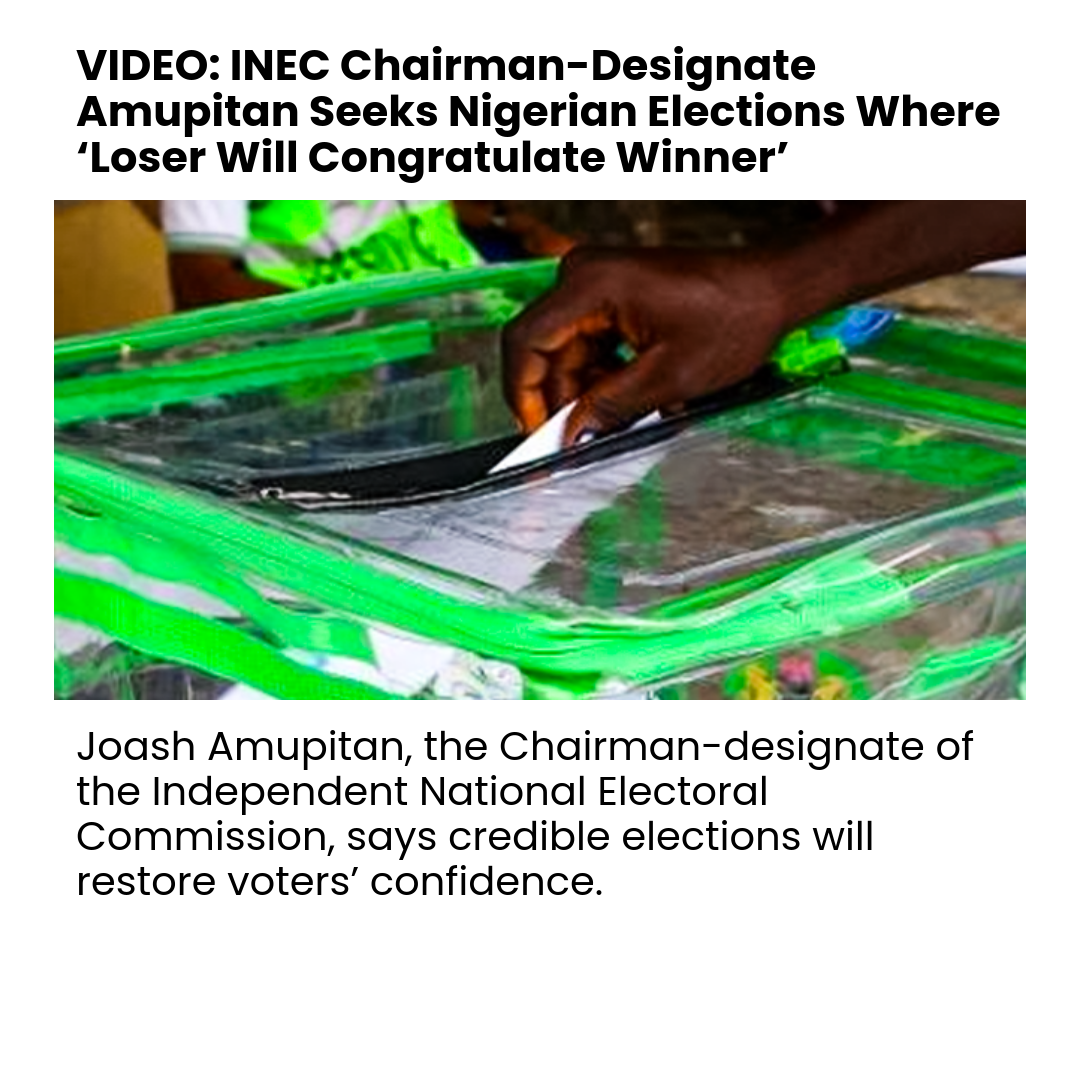 VIDEO: INEC Chairman-Designate
Amupitan Seeks Nigerian Elections Where
‘Loser Will Congratulate Winner’
Joash Amupitan, the Chairman-designate of
the Independent National Electoral
Commission, says credible elections will
restore voters’ confidence.